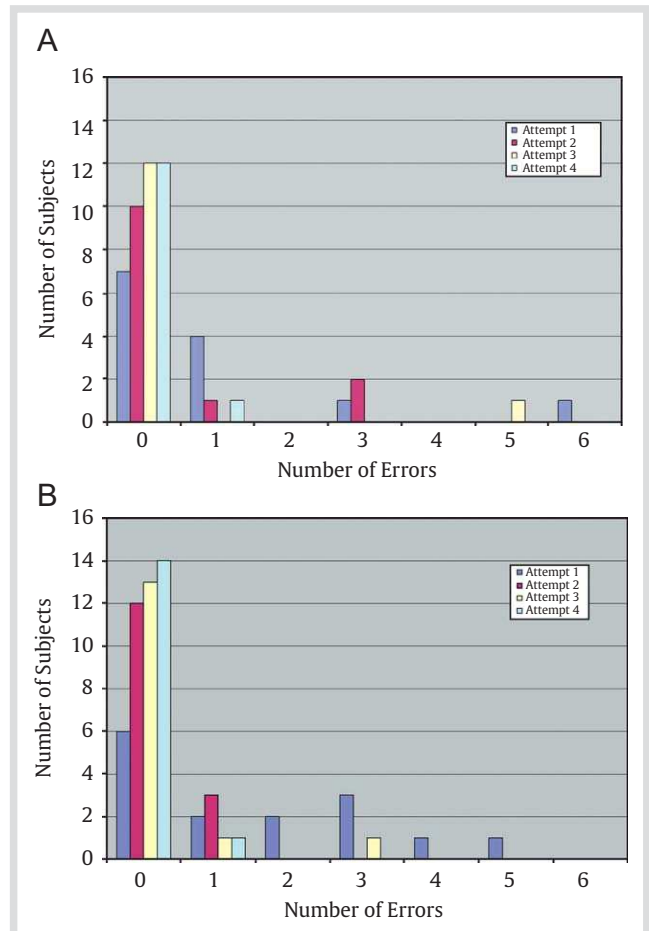 A
16
14
12
10
8
6
4
2
0
Number of Subjects
Attempt 1
Attempt 2
Attempt 3
Attempt 4
0 1 2 3 4 5 6
Number of Errors
B
16
14
12
10
8
6
4
2
0
Number of Subjects
Attempt 1
Attempt 2
Attempt 3
Attempt 4
0 1 2 3 4 5 6
Number of Errors